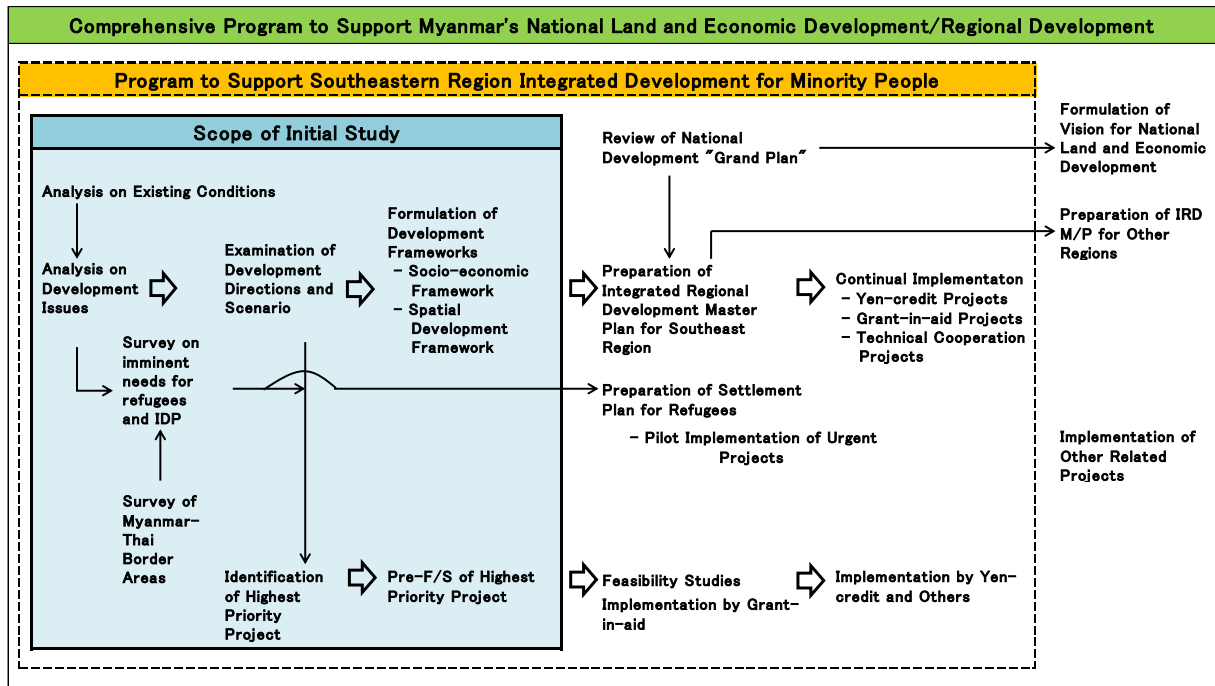 Comprehensive Program to Support Myanmar's National Land and Economic Development/Regional Development
Program to Support Southeastern Region Integrated Development for Minority People
Scope of Initial Study
Analysis on Existing Conditions
Analysis on
Development
Issues
Examination of
Development
Directions and
Scenario
Formulation of
Development
Frameworks
- Socio-economic
Framework
- Spatial
Development
Framework
Survey on
imminent
needs for
refugees
and IDP
Survey of
Myanmar-
Thai
Border
Areas
Identification
of Highest
Priority
Project
Pre-F/S of Highest
Priority Project
Review of National
Development "Grand Plan"
Preparation of
Integrated Regional
Development Master
Plan for Southeast
Region
Continual Implementaton
- Yen-credit Projects
- Grant-in-aid Projects
- Technical Cooperation
Projects
Preparation of Settlement
Plan for Refugees
- Pilot Implementation of Urgent
Projects
Feasibility Studies
Implementation by Grant-
in-aid
Implementation by Yen-
credit and Others
Formulation of
Vision for National
Land and Economic
Development
Preparation of IRD
M/P for Other
Regions
Implementation of
Other Related
Projects